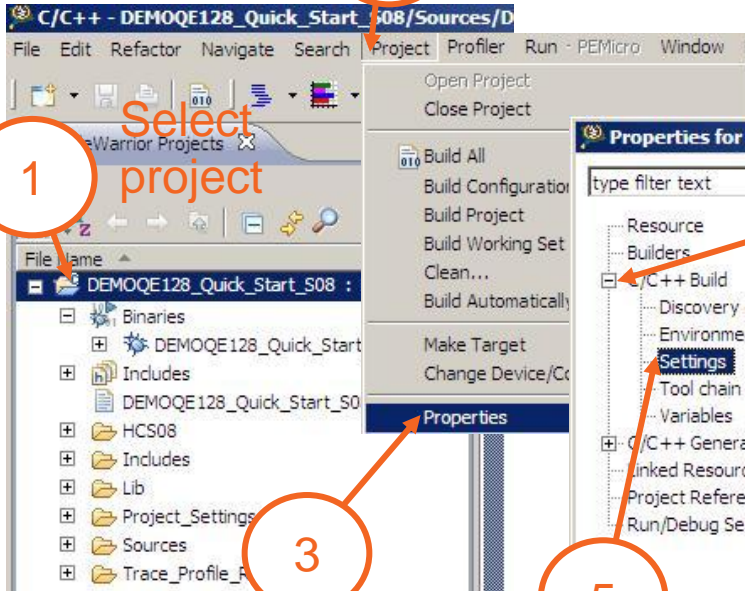 C/C++ - DEMOQE128_Quick_Start_S08/Sources/D
File Edit Refactor Navigate Search Project Profiler Run PEMicro Window
Select
project
1
Projects
File Name
DEMOQE128_Quick_Start_S08 :
Binaries
DEMOQE128_Quick_Start
Includes
DEMOQE128_Quick_Start_S0
HCS08
Includes
Lib
Project_Settings
Sources
Trace_Profile_R
Open Project
Close Project
Build All
Build Configuration
Build Project
Build Working Set
Clean...
Build Automatically
Make Target
Change Device/Co
Properties
3
Properties for
type filter text
Resource
Builders
C/C++ Build
Discovery
Environme
Settings
Tool chain
Variables
C/C++ Genera
Linked Resourc
Project Refere
Run/Debug Se
5